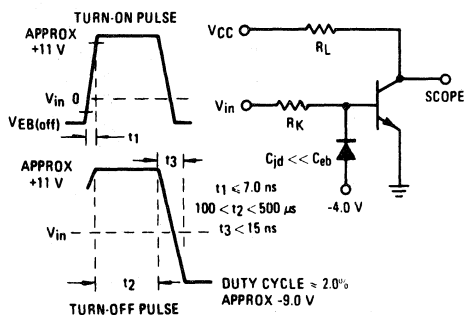 TURN-ON PULSE
APPROX
+11 V
Vin 0
VEB(off)
t1
VCC
RL
SCOPE
Vin
RK
Cjd << Ceb
-4.0 V
APPROX
+11 V
t3
t1 ⩽ 7.0 ns
100 < t2 < 500 μs
t3 < 15 ns
Vin
t2
TURN-OFF PULSE
DUTY CYCLE ≈ 2.0%
APPROX -9.0 V